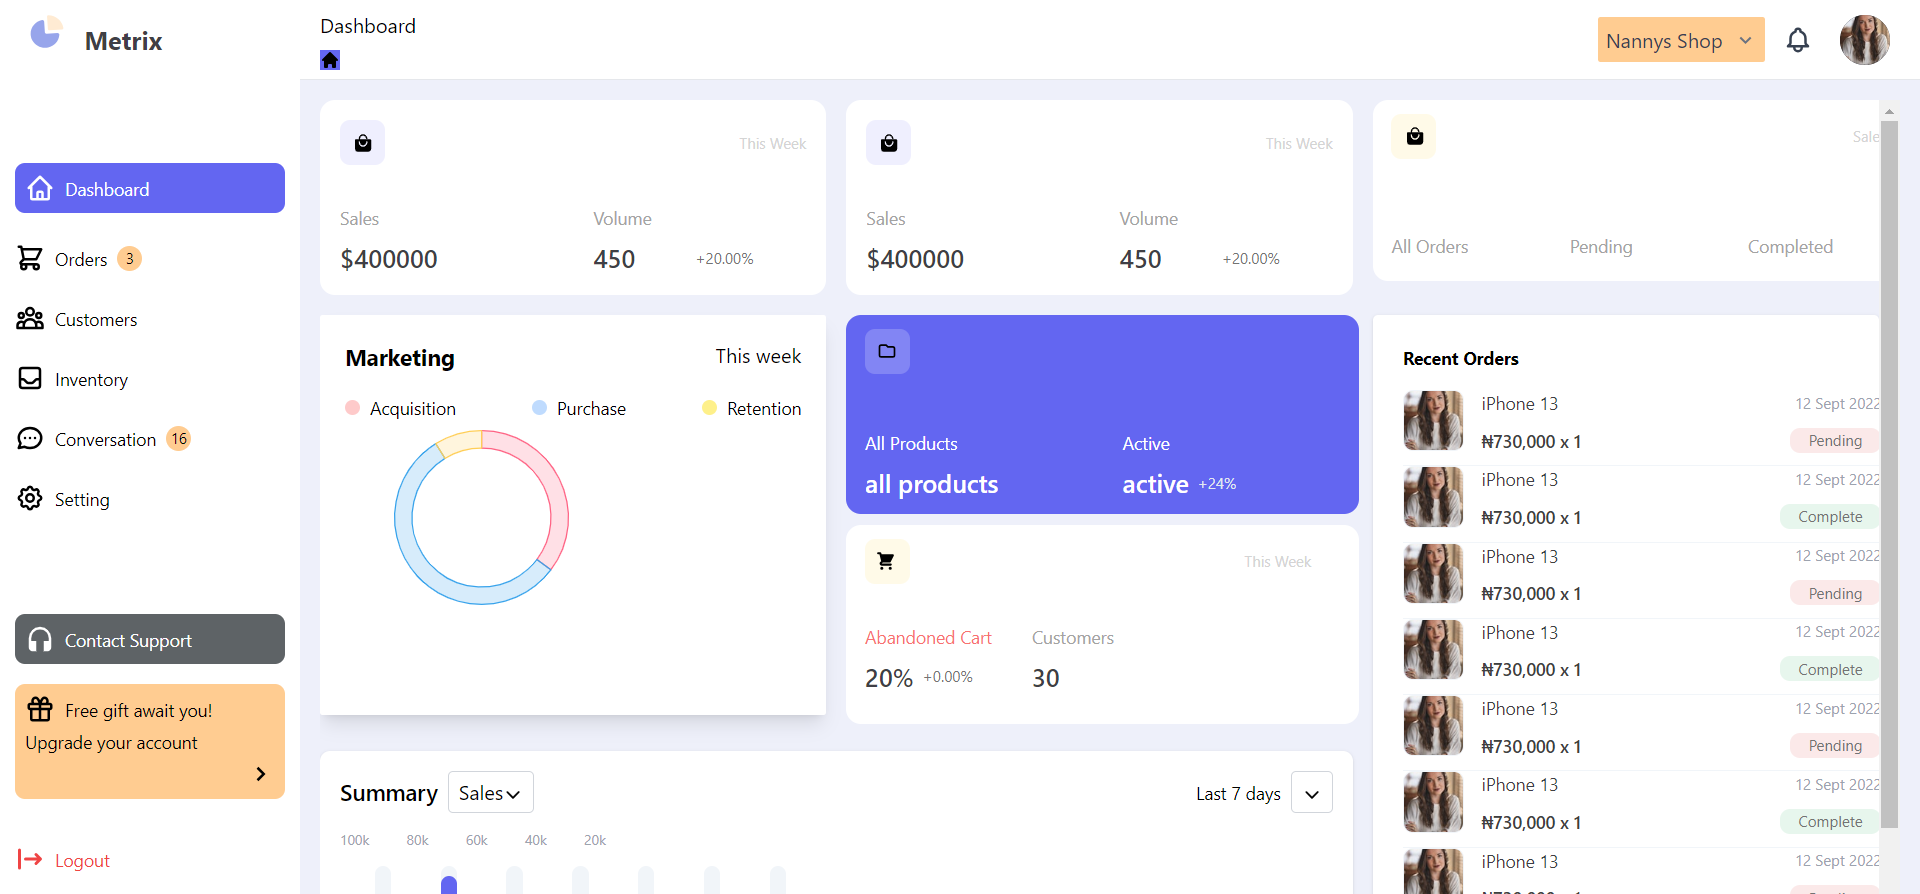 Metrix
Dashboard
Orders 3
Customers
Inventory
Conversation 16
Setting
Contact Support
Free gift await you!
Upgrade your account
Logout
Dashboard
Nannys Shop
This Week
Sales Volume
$400000 450 +20.00%
This Week
Sales Volume
$400000 450 +20.00%
Sale
All Orders Pending Completed
Marketing This week
Acquisition Purchase Retention
All Products Active
all products active +24%
This Week
Abandoned Cart Customers
20% +0.00% 30
Summary Sales Last 7 days
100k 80k 60k 40k 20k
Recent Orders
iPhone 13 12 Sept 2022
₦730,000 x 1 Pending
iPhone 13 12 Sept 2022
₦730,000 x 1 Complete
iPhone 13 12 Sept 2022
₦730,000 x 1 Pending
iPhone 13 12 Sept 2022
₦730,000 x 1 Complete
iPhone 13 12 Sept 2022
₦730,000 x 1 Pending
iPhone 13 12 Sept 2022
₦730,000 x 1 Complete
iPhone 13 12 Sept 2022